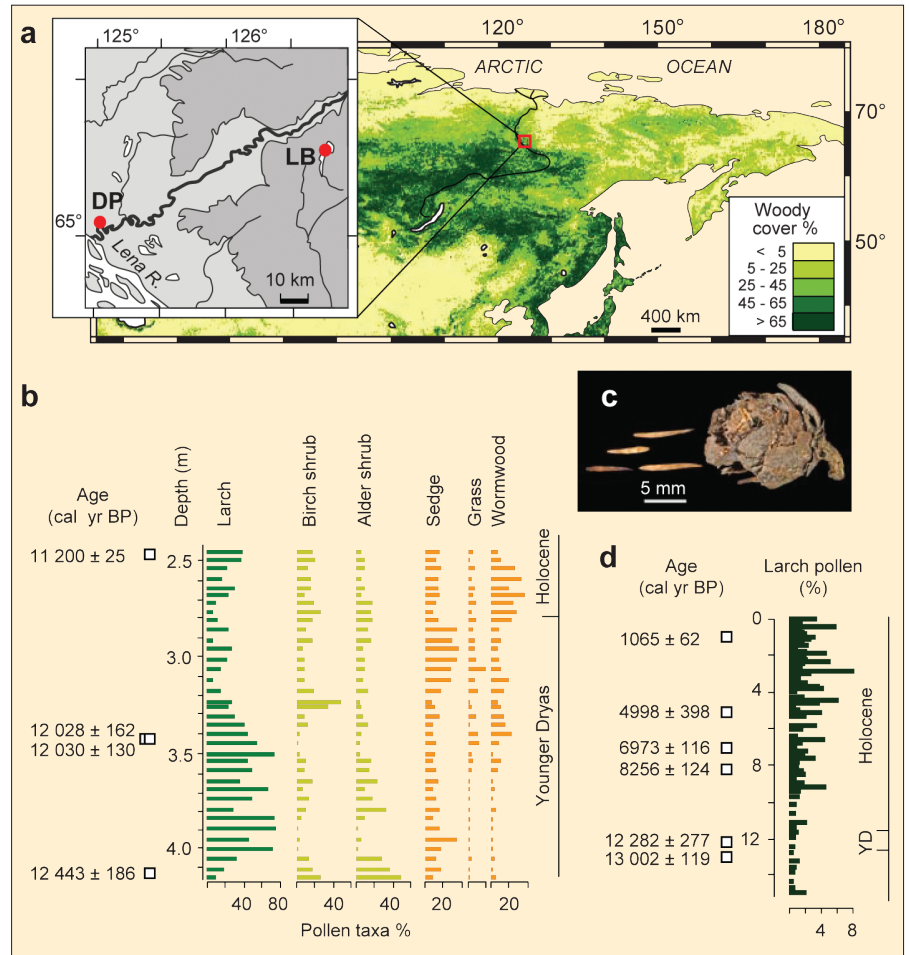 a
125°
126°
65°
DP
LB
Lena R.
10 km
120°
150°
180°
ARCTIC
OCEAN
70°
50°
Woody
cover %
< 5
5 - 25
25 - 45
45 - 65
> 65
400 km
b
Age
(cal yr BP)
Depth (m)
Larch
Birch shrub
Alder shrub
Sedge
Grass
Wormwood
11 200 ± 25
12 028 ± 162
12 030 ± 130
12 443 ± 186
2.5
3.0
3.5
4.0
40 80
40
40
20
20
Pollen taxa %
Holocene
Younger Dryas
c
5 mm
d
Age
(cal yr BP)
Larch pollen
(%)
1065 ± 62
4998 ± 398
6973 ± 116
8256 ± 124
12 282 ± 277
13 002 ± 119
0
4
8
12
4 8
Holocene
YD